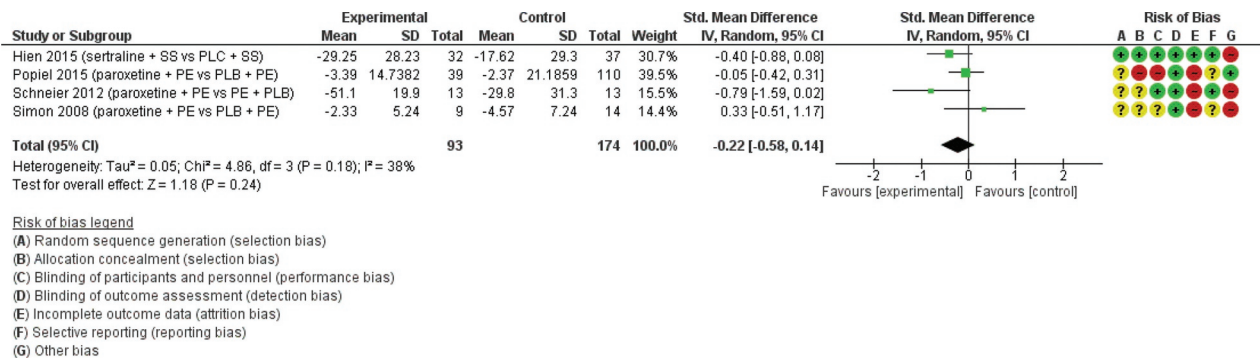 Experimental Control Std. Mean Difference Std. Mean Difference Risk of Bias
Study or Subgroup Mean SD Total Mean SD Total Weight IV, Random, 95% CI IV, Random, 95% CI A B C D E F G
Hien 2015 (sertraline + SS vs PLC + SS) -29.25 28.23 32 -17.62 29.3 37 30.7% -0.40 [-0.88, 0.08] + + + + + + -
Popiel 2015 (paroxetine + PE vs PLB + PE) -3.39 14.7382 39 -2.37 21.1859 110 39.5% -0.05 [-0.42, 0.31] ? - - + - ? +
Schneier 2012 (paroxetine + PE vs PE + PLB) -51.1 19.9 13 -29.8 31.3 13 15.5% -0.79 [-1.59, 0.02] ? ? + + - + -
Simon 2008 (paroxetine + PE vs PLB + PE) -2.33 5.24 9 -4.57 7.24 14 14.4% 0.33 [-0.51, 1.17] ? ? ? + - ? -
Total (95% CI) 93 174 100.0% -0.22 [-0.58, 0.14]
Heterogeneity: Tau² = 0.05; Chi² = 4.86, df = 3 (P = 0.18); I² = 38%
Test for overall effect: Z = 1.18 (P = 0.24)
-2 -1 0 1 2
Favours [experimental] Favours [control]
Risk of bias legend
(A) Random sequence generation (selection bias)
(B) Allocation concealment (selection bias)
(C) Blinding of participants and personnel (performance bias)
(D) Blinding of outcome assessment (detection bias)
(E) Incomplete outcome data (attrition bias)
(F) Selective reporting (reporting bias)
(G) Other bias